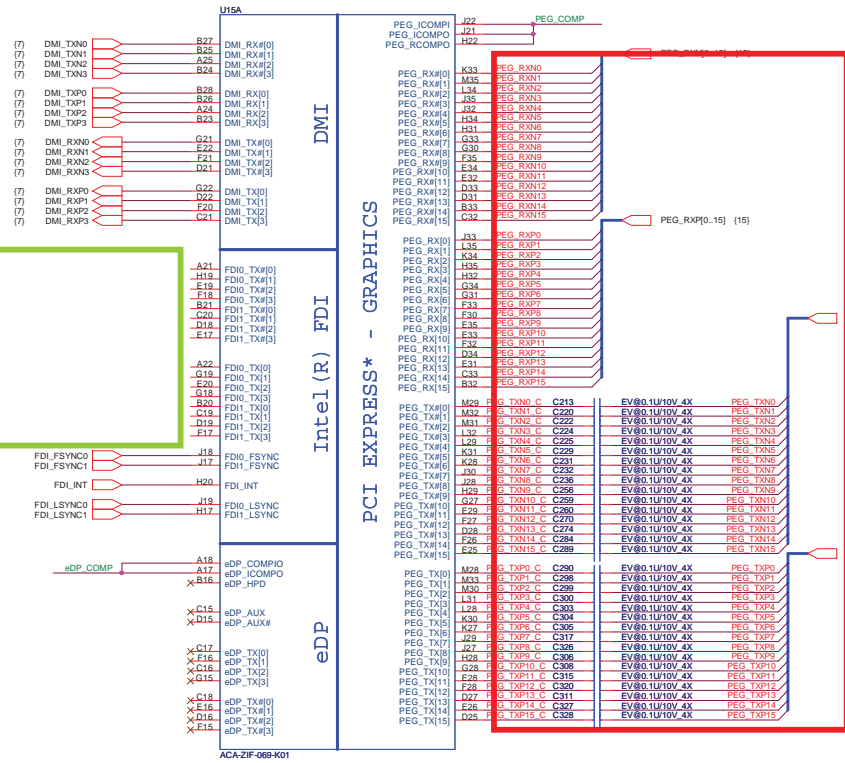 U15A
{7} DMI_TXN0 B27 DMI_RX#[0]
{7} DMI_TXN1 B25 DMI_RX#[1]
{7} DMI_TXN2 A25 DMI_RX#[2]
{7} DMI_TXN3 B24 DMI_RX#[3]
{7} DMI_TXP0 B28 DMI_RX[0]
{7} DMI_TXP1 B26 DMI_RX[1]
{7} DMI_TXP2 A24 DMI_RX[2]
{7} DMI_TXP3 B23 DMI_RX[3]
{7} DMI_RXN0 G21 DMI_TX#[0]
{7} DMI_RXN1 E22 DMI_TX#[1]
{7} DMI_RXN2 F21 DMI_TX#[2]
{7} DMI_RXN3 D21 DMI_TX#[3]
{7} DMI_RXP0 G22 DMI_TX[0]
{7} DMI_RXP1 D22 DMI_TX[1]
{7} DMI_RXP2 F20 DMI_TX[2]
{7} DMI_RXP3 C21 DMI_TX[3]
DMI
A21 FDI0_TX#[0]
H19 FDI0_TX#[1]
E19 FDI0_TX#[2]
F18 FDI0_TX#[3]
B21 FDI1_TX#[0]
C20 FDI1_TX#[1]
D18 FDI1_TX#[2]
E17 FDI1_TX#[3]
A22 FDI0_TX[0]
G19 FDI0_TX[1]
E20 FDI0_TX[2]
G18 FDI0_TX[3]
B20 FDI1_TX[0]
C19 FDI1_TX[1]
D19 FDI1_TX[2]
F17 FDI1_TX[3]
FDI_FSYNC0 J18 FDI0_FSYNC
FDI_FSYNC1 J17 FDI1_FSYNC
FDI_INT H20 FDI_INT
FDI_LSYNC0 J19 FDI0_LSYNC
FDI_LSYNC1 H17 FDI1_LSYNC
Intel(R) FDI
eDP_COMP
A18 eDP_COMPIO
A17 eDP_ICOMPO
B16 eDP_HPD
C15 eDP_AUX
D15 eDP_AUX#
C17 eDP_TX[0]
F16 eDP_TX[1]
C16 eDP_TX[2]
G15 eDP_TX[3]
C18 eDP_TX#[0]
E16 eDP_TX#[1]
D16 eDP_TX#[2]
F15 eDP_TX#[3]
eDP
PCI EXPRESS* - GRAPHICS
PEG_ICOMPI J22 PEG_COMP
PEG_ICOMPO J21
PEG_RCOMPO H22
PEG_RX#[0] K33 PEG_RXN0
PEG_RX#[1] M35 PEG_RXN1
PEG_RX#[2] L34 PEG_RXN2
PEG_RX#[3] J35 PEG_RXN3
PEG_RX#[4] J32 PEG_RXN4
PEG_RX#[5] H34 PEG_RXN5
PEG_RX#[6] H31 PEG_RXN6
PEG_RX#[7] G33 PEG_RXN7
PEG_RX#[8] G30 PEG_RXN8
PEG_RX#[9] F35 PEG_RXN9
PEG_RX#[10] E34 PEG_RXN10
PEG_RX#[11] E32 PEG_RXN11
PEG_RX#[12] D33 PEG_RXN12
PEG_RX#[13] D31 PEG_RXN13
PEG_RX#[14] B33 PEG_RXN14
PEG_RX#[15] C32 PEG_RXN15
PEG_RXP[0..15] {15}
PEG_RX[0] J33 PEG_RXP0
PEG_RX[1] L35 PEG_RXP1
PEG_RX[2] K34 PEG_RXP2
PEG_RX[3] H35 PEG_RXP3
PEG_RX[4] H32 PEG_RXP4
PEG_RX[5] G34 PEG_RXP5
PEG_RX[6] G31 PEG_RXP6
PEG_RX[7] F33 PEG_RXP7
PEG_RX[8] F30 PEG_RXP8
PEG_RX[9] E35 PEG_RXP9
PEG_RX[10] E33 PEG_RXP10
PEG_RX[11] F32 PEG_RXP11
PEG_RX[12] D34 PEG_RXP12
PEG_RX[13] E31 PEG_RXP13
PEG_RX[14] C33 PEG_RXP14
PEG_RX[15] B32 PEG_RXP15
PEG_TX#[0] M29 PEG_TXN0_C C213 EV@0.1U/10V_4X PEG_TXN0
PEG_TX#[1] M32 PEG_TXN1_C C220 EV@0.1U/10V_4X PEG_TXN1
PEG_TX#[2] M31 PEG_TXN2_C C222 EV@0.1U/10V_4X PEG_TXN2
PEG_TX#[3] L32 PEG_TXN3_C C224 EV@0.1U/10V_4X PEG_TXN3
PEG_TX#[4] L29 PEG_TXN4_C C225 EV@0.1U/10V_4X PEG_TXN4
PEG_TX#[5] K31 PEG_TXN5_C C229 EV@0.1U/10V_4X PEG_TXN5
PEG_TX#[6] K28 PEG_TXN6_C C231 EV@0.1U/10V_4X PEG_TXN6
PEG_TX#[7] J30 PEG_TXN7_C C232 EV@0.1U/10V_4X PEG_TXN7
PEG_TX#[8] J28 PEG_TXN8_C C236 EV@0.1U/10V_4X PEG_TXN8
PEG_TX#[9] H29 PEG_TXN9_C C256 EV@0.1U/10V_4X PEG_TXN9
PEG_TX#[10] G27 PEG_TXN10_C C259 EV@0.1U/10V_4X PEG_TXN10
PEG_TX#[11] E29 PEG_TXN11_C C260 EV@0.1U/10V_4X PEG_TXN11
PEG_TX#[12] F27 PEG_TXN12_C C270 EV@0.1U/10V_4X PEG_TXN12
PEG_TX#[13] D28 PEG_TXN13_C C274 EV@0.1U/10V_4X PEG_TXN13
PEG_TX#[14] F26 PEG_TXN14_C C284 EV@0.1U/10V_4X PEG_TXN14
PEG_TX#[15] E25 PEG_TXN15_C C289 EV@0.1U/10V_4X PEG_TXN15
PEG_TX[0] M28 PEG_TXP0_C C290 EV@0.1U/10V_4X PEG_TXP0
PEG_TX[1] M33 PEG_TXP1_C C298 EV@0.1U/10V_4X PEG_TXP1
PEG_TX[2] M30 PEG_TXP2_C C299 EV@0.1U/10V_4X PEG_TXP2
PEG_TX[3] L31 PEG_TXP3_C C300 EV@0.1U/10V_4X PEG_TXP3
PEG_TX[4] L28 PEG_TXP4_C C303 EV@0.1U/10V_4X PEG_TXP4
PEG_TX[5] K30 PEG_TXP5_C C304 EV@0.1U/10V_4X PEG_TXP5
PEG_TX[6] K27 PEG_TXP6_C C305 EV@0.1U/10V_4X PEG_TXP6
PEG_TX[7] J29 PEG_TXP7_C C317 EV@0.1U/10V_4X PEG_TXP7
PEG_TX[8] J27 PEG_TXP8_C C326 EV@0.1U/10V_4X PEG_TXP8
PEG_TX[9] H28 PEG_TXP9_C C306 EV@0.1U/10V_4X PEG_TXP9
PEG_TX[10] G28 PEG_TXP10_C C308 EV@0.1U/10V_4X PEG_TXP10
PEG_TX[11] E28 PEG_TXP11_C C315 EV@0.1U/10V_4X PEG_TXP11
PEG_TX[12] F28 PEG_TXP12_C C320 EV@0.1U/10V_4X PEG_TXP12
PEG_TX[13] D27 PEG_TXP13_C C311 EV@0.1U/10V_4X PEG_TXP13
PEG_TX[14] E26 PEG_TXP14_C C327 EV@0.1U/10V_4X PEG_TXP14
PEG_TX[15] D25 PEG_TXP15_C C328 EV@0.1U/10V_4X PEG_TXP15
ACA-ZIF-069-K01